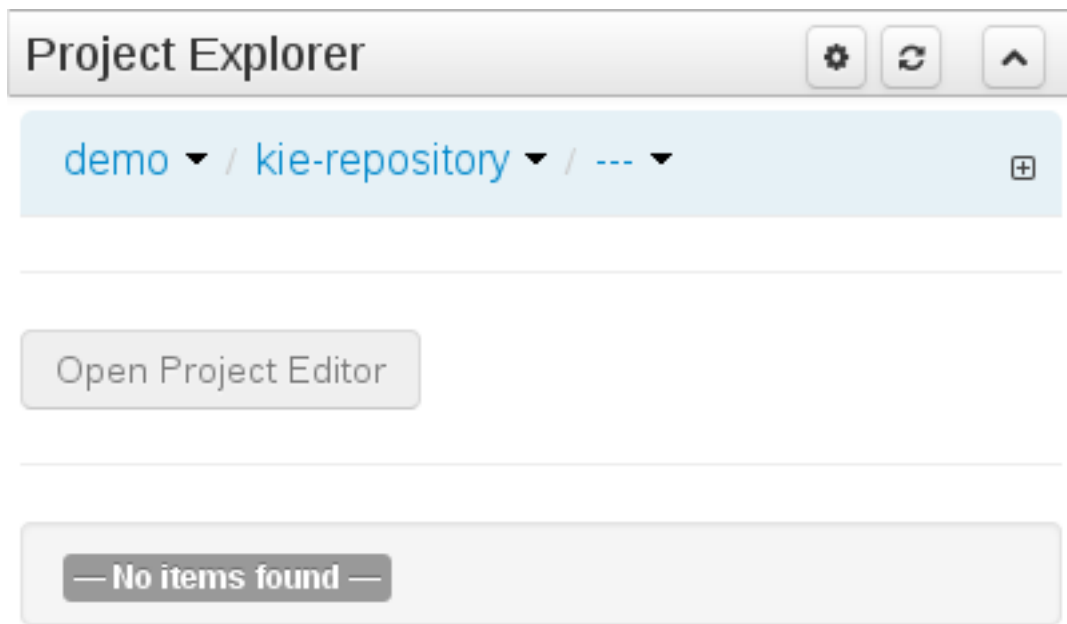 Project Explorer
demo / kie-repository / ---
Open Project Editor
— No items found —